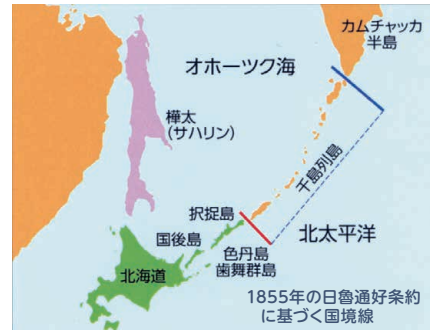 カムチャッカ
半島
オホーツク海
樺太
（サハリン）
千島列島
択捉島
国後島
色丹島
歯舞群島
北太平洋
北海道
1855年の日魯通好条約
に基づく国境線